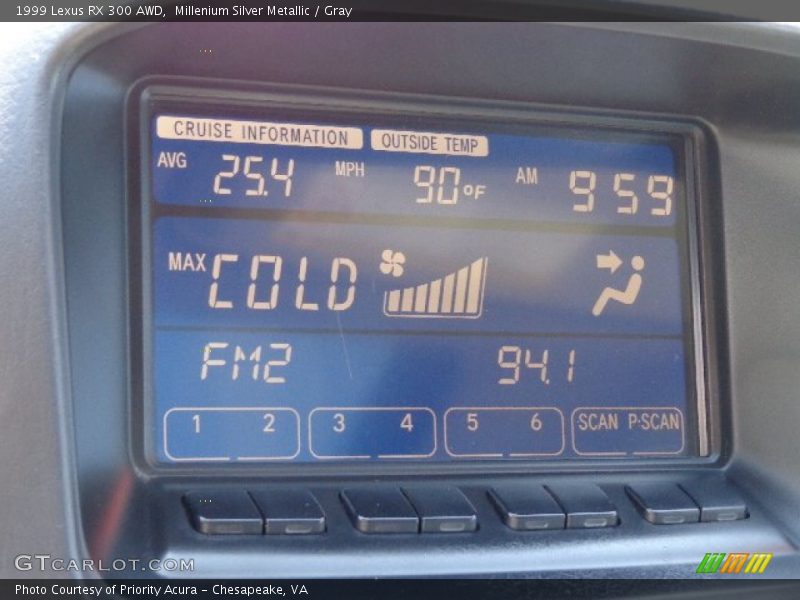 1999 Lexus RX 300 AWD,  Millenium Silver Metallic / Gray
CRUISE INFORMATION OUTSIDE TEMP
AVG 25.4 MPH 90°F AM 9 59
MAX COLD
FM2 94.1
1 2 3 4 5 6 SCAN P·SCAN
GTCARLOT.COM
Photo Courtesy of Priority Acura – Chesapeake, VA